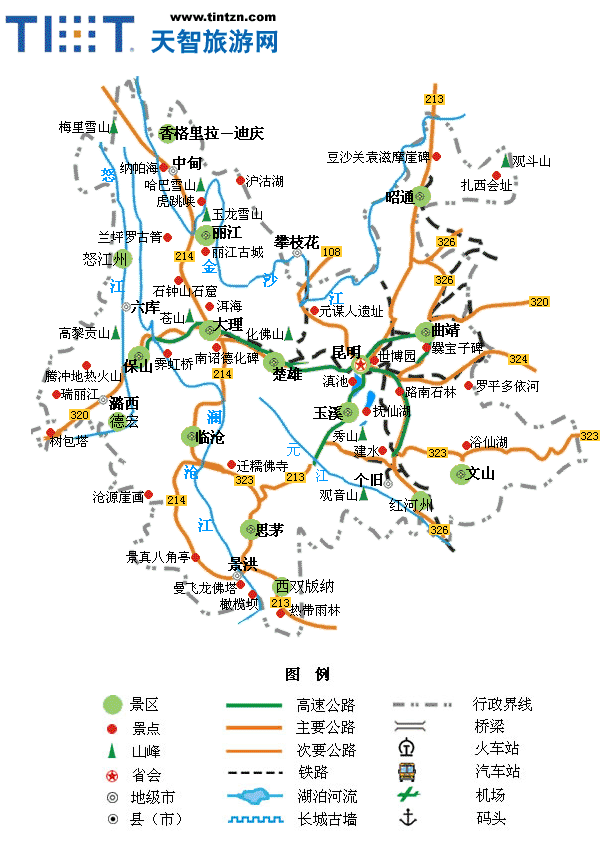 www.tintzn.com
TINT 天智旅游网
213
梅里雪山
香格里拉—迪庆
豆沙关袁滋摩崖碑
观斗山
纳帕海
中甸
怒
哈巴雪山
泸沽湖
扎西会址
虎跳峡
昭通
玉龙雪山
兰坪罗古箐
丽江
攀枝花
326
丽江古城
108
怒江州
214
金
沙
326
江
石钟山石窟
江
320
六库
洱海
元谋人遗址
苍山
大理
化佛山
曲靖
高黎贡山
昆明
爨宝子碑
南诏德化碑
世博园
保山
霁虹桥
楚雄
324
腾冲地热火山
214
滇池
罗平多依河
瑞丽江
路南石林
潞西
澜
玉溪
抚仙湖
320
德宏
临沧
秀山
323
树包塔
元
建水
浴仙湖
迁糯佛寺
沧
323
213
江
个旧
文山
沧源崖画
214
观音山
红河州
江
思茅
326
景真八角亭
景洪
曼飞龙佛塔
西双版纳
橄榄坝
213
热带雨林
图 例
景区
高速公路
行政界线
景点
主要公路
桥梁
山峰
次要公路
火车站
省会
铁路
汽车站
地级市
湖泊河流
机场
县（市）
长城古墙
码头